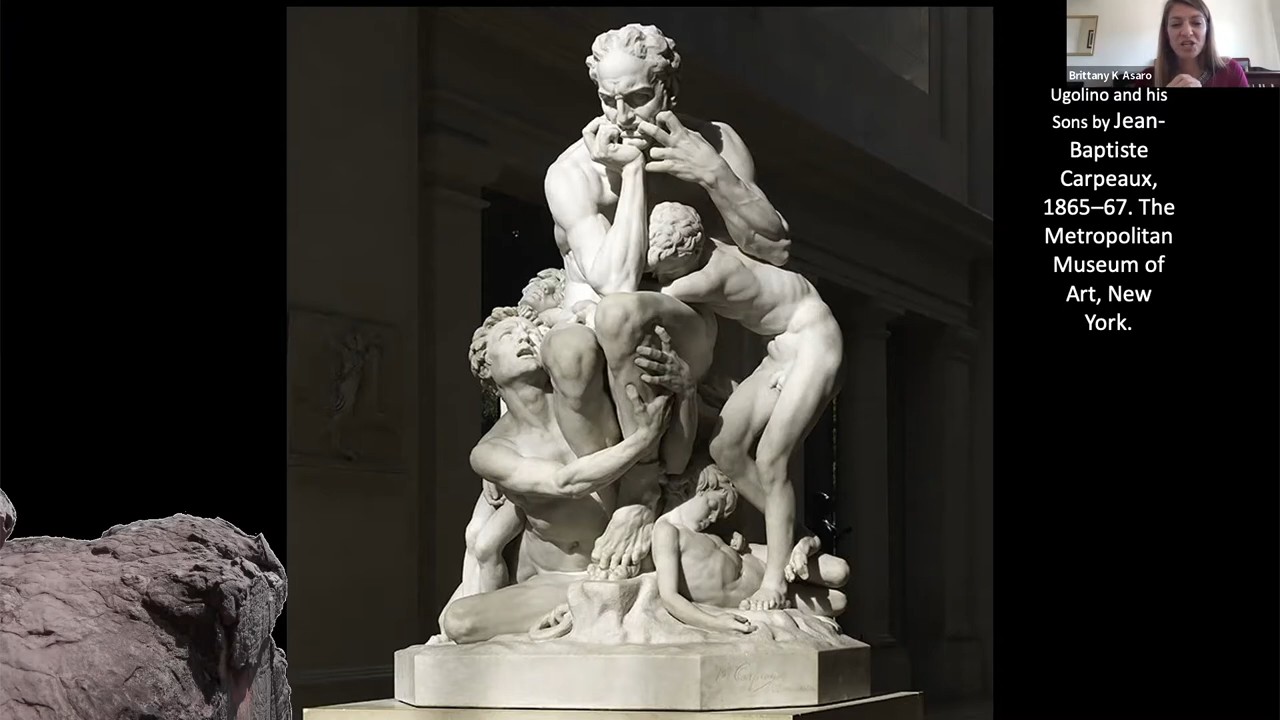 Brittany K Asaro
Ugolino and his
Sons by Jean-
Baptiste
Carpeaux,
1865–67. The
Metropolitan
Museum of
Art, New
York.